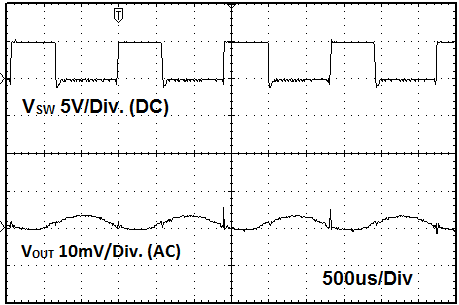 T
VSW 5V/Div. (DC)
VOUT 10mV/Div. (AC)
500us/Div